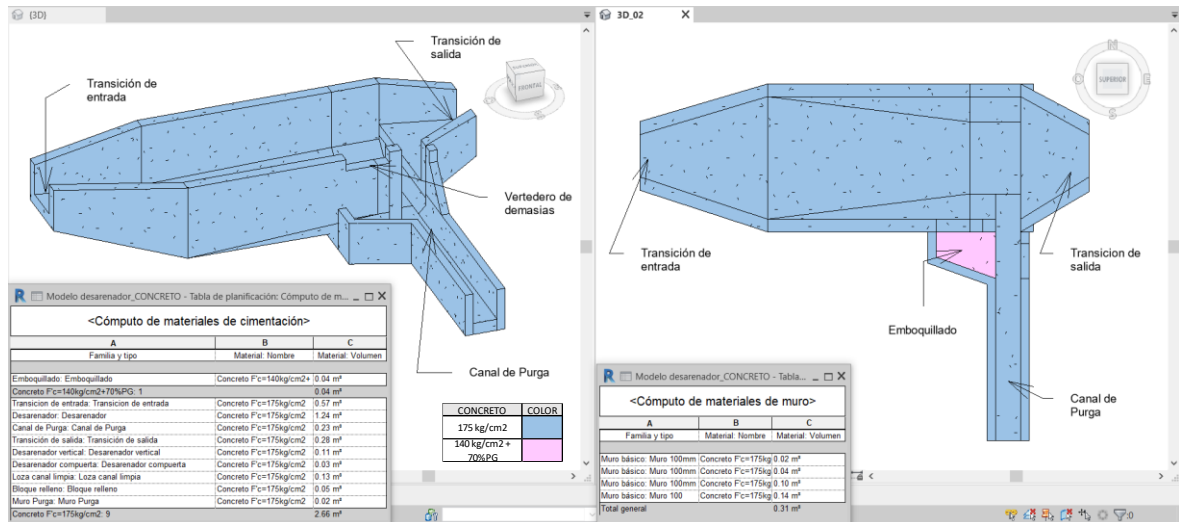 {3D}
3D_02
Transición de
salida
Transición de
entrada
FRONTAL
Vertedero de
demasias
Canal de Purga
Modelo desarenador_CONCRETO - Tabla de planificación: Cómputo de m...
<Cómputo de materiales de cimentación>
A B C
Familia y tipo Material: Nombre Material: Volumen
Emboquillado: Emboquillado Concreto F'c=140kg/cm2+ 0.04 m³
Concreto F'c=140kg/cm2+70%PG: 1 0.04 m³
Transicion de entrada: Transicion de entrada Concreto F'c=175kg/cm2 0.57 m³
Desarenador: Desarenador Concreto F'c=175kg/cm2 1.24 m³
Canal de Purga: Canal de Purga Concreto F'c=175kg/cm2 0.23 m³
Transición de salida: Transición de salida Concreto F'c=175kg/cm2 0.28 m³
Desarenador vertical: Desarenador vertical Concreto F'c=175kg/cm2 0.11 m³
Desarenador compuerta: Desarenador compuerta Concreto F'c=175kg/cm2 0.03 m³
Loza canal limpia: Loza canal limpia Concreto F'c=175kg/cm2 0.13 m³
Bloque relleno: Bloque relleno Concreto F'c=175kg/cm2 0.05 m³
Muro Purga: Muro Purga Concreto F'c=175kg/cm2 0.02 m³
Concreto F'c=175kg/cm2: 9 2.66 m³
CONCRETO COLOR
175 kg/cm2
140 kg/cm2 +
70%PG
N
O
E
S
SUPERIOR
Transición de
entrada
Transicion de
salida
Emboquillado
Canal de
Purga
Modelo desarenador_CONCRETO - Tabla...
<Cómputo de materiales de muro>
A B C
Familia y tipo Material: Nombre Material: Volumen
Muro básico: Muro 100mm Concreto F'c=175kg 0.02 m³
Muro básico: Muro 100mm Concreto F'c=175kg 0.04 m³
Muro básico: Muro 100mm Concreto F'c=175kg 0.10 m³
Muro básico: Muro 100 Concreto F'c=175kg 0.14 m³
Total general 0.31 m³
:0